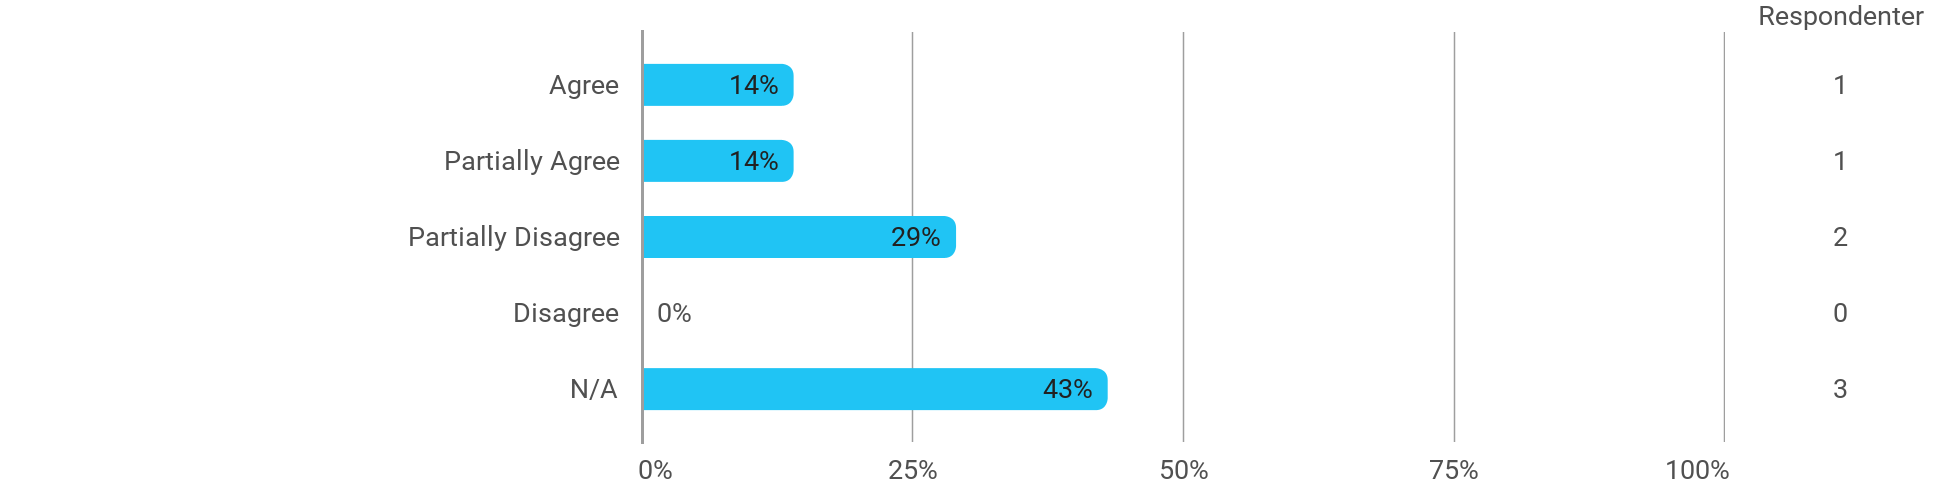 Respondenter
Agree 14% 1
Partially Agree 14% 1
Partially Disagree 29% 2
Disagree 0% 0
N/A 43% 3
0% 25% 50% 75% 100%